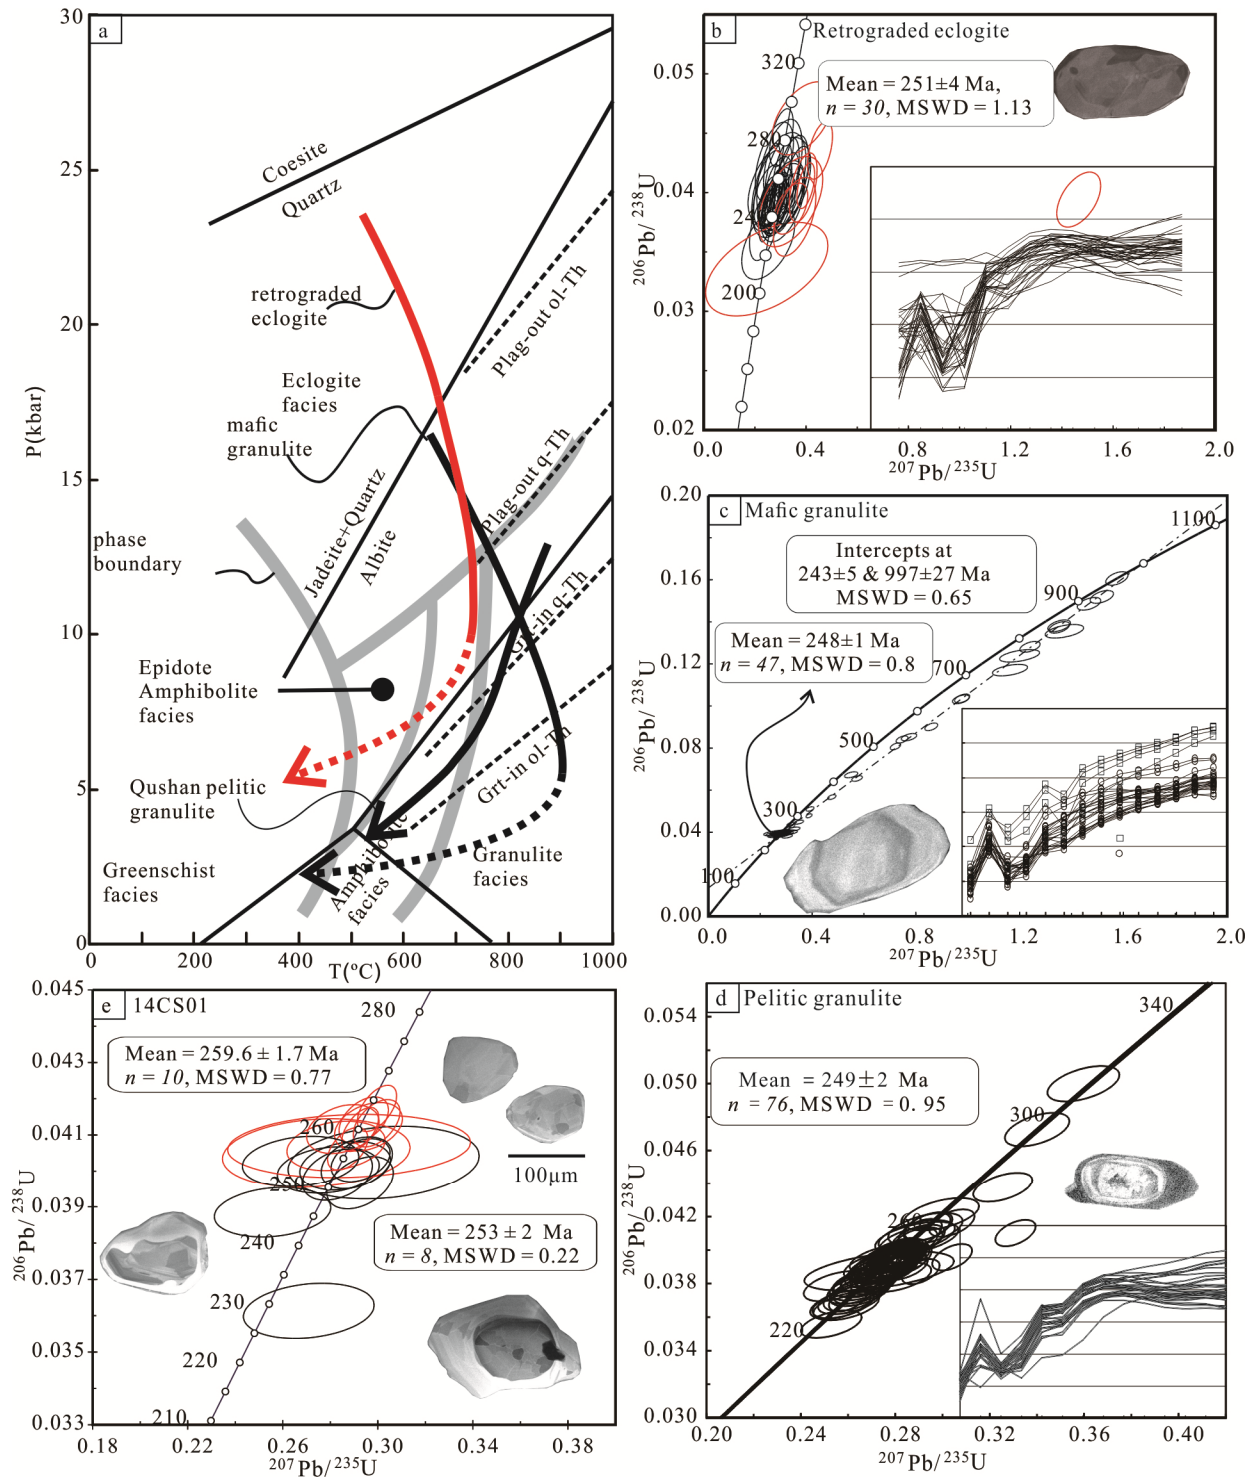 a
30
25
20
15
10
5
0
P(kbar)
Coesite
Quartz
retrograded
eclogite
Plag-out ol-Th
Eclogite
facies
mafic
granulite
Plag-out q-Th
Jadeite+Quartz
Albite
phase
boundary
Grt-in q-Th
Epidote
Amphibolite
facies
Grt-in ol-Th
Qushan pelitic
granulite
Amphibolite
facies
Granulite
facies
Greenschist
facies
0 200 400 600 800 1000
T(ºC)
b
Retrograded eclogite
Mean = 251±4 Ma,
n = 30, MSWD = 1.13
320
280
24
200
0.05
0.04
0.03
0.02
206Pb/ 238U
0.0 0.4 0.8 1.2 1.6 2.0
207Pb/ 235U
c
Mafic granulite
Intercepts at
243±5 & 997±27 Ma
MSWD = 0.65
Mean = 248±1 Ma
n = 47, MSWD = 0.8
1100
900
700
500
300
100
0.20
0.16
0.12
0.08
0.04
0.00
206Pb/ 238U
0.0 0.4 0.8 1.2 1.6 2.0
207Pb/ 235U
e
14CS01
Mean = 259.6 ± 1.7 Ma
n = 10, MSWD = 0.77
280
260
250
240
230
220
210
100μm
Mean = 253 ± 2 Ma
n = 8, MSWD = 0.22
0.045
0.043
0.041
0.039
0.037
0.035
0.033
206Pb/ 238U
0.18 0.22 0.26 0.30 0.34 0.38
207Pb/ 235U
d
Pelitic granulite
Mean = 249±2 Ma
n = 76, MSWD = 0. 95
340
300
260
220
0.054
0.050
0.046
0.042
0.038
0.034
0.030
206Pb/ 238U
0.20 0.24 0.28 0.32 0.36 0.40
207Pb/ 235U